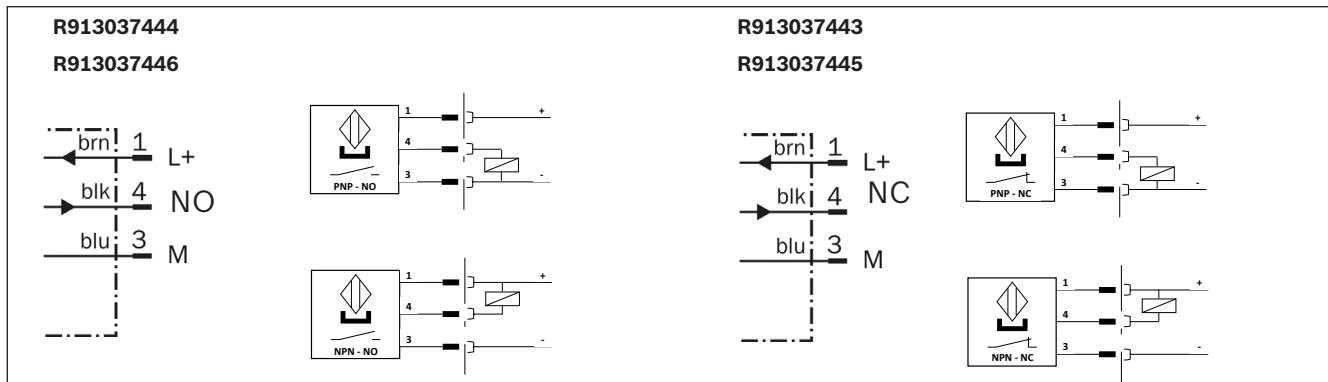 R913037444
R913037446
brn 1 L+
blk 4 NO
blu 3 M
1 +
4
3 -
PNP - NO
1 +
4
3 -
NPN - NO
R913037443
R913037445
brn 1 L+
blk 4 NC
blu 3 M
1 +
4
3 -
PNP - NC
1 +
4
3 -
NPN - NC